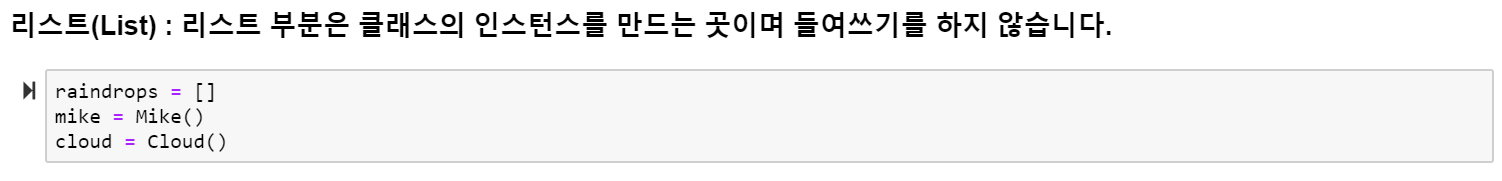 리스트(List) : 리스트 부분은 클래스의 인스턴스를 만드는 곳이며 들여쓰기를 하지 않습니다.
raindrops = []
mike = Mike()
cloud = Cloud()